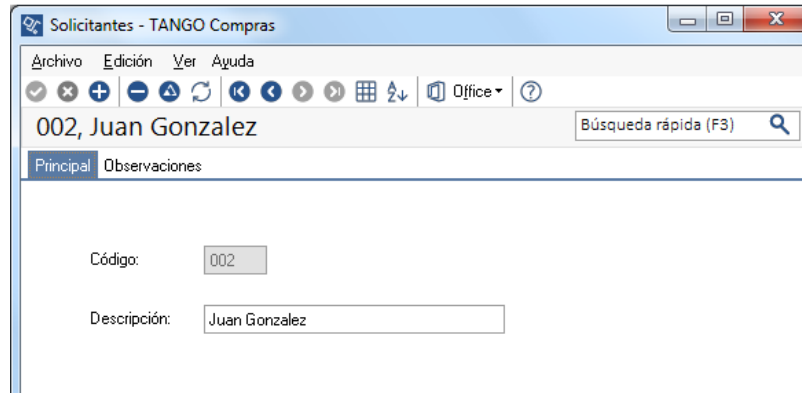 Solicitantes - TANGO Compras
Archivo Edición Ver Ayuda
Office
002, Juan Gonzalez
Búsqueda rápida (F3)
Principal Observaciones
Código: 002
Descripción: Juan Gonzalez